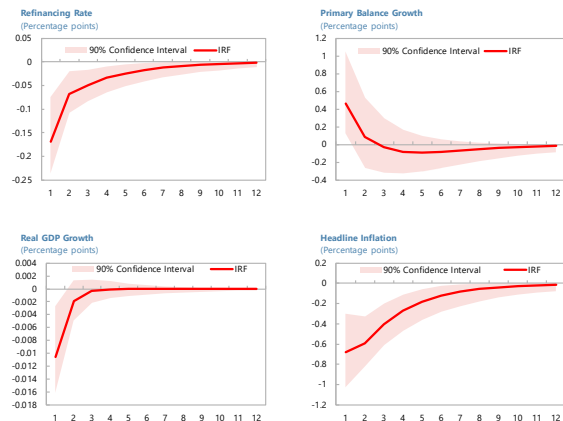 Refinancing Rate
(Percentage points)
0.05
0
-0.05
-0.1
-0.15
-0.2
-0.25
90% Confidence Interval IRF
1 2 3 4 5 6 7 8 9 10 11 12
Primary Balance Growth
(Percentage points)
1.2
1
0.8
0.6
0.4
0.2
0
-0.2
-0.4
90% Confidence Interval IRF
1 2 3 4 5 6 7 8 9 10 11 12
Real GDP Growth
(Percentage points)
0.004
0.002
0
-0.002
-0.004
-0.006
-0.008
-0.01
-0.012
-0.014
-0.016
-0.018
90% Confidence Interval IRF
1 2 3 4 5 6 7 8 9 10 11 12
Headline Inflation
(Percentage points)
0.2
0
-0.2
-0.4
-0.6
-0.8
-1
-1.2
90% Confidence Interval IRF
1 2 3 4 5 6 7 8 9 10 11 12